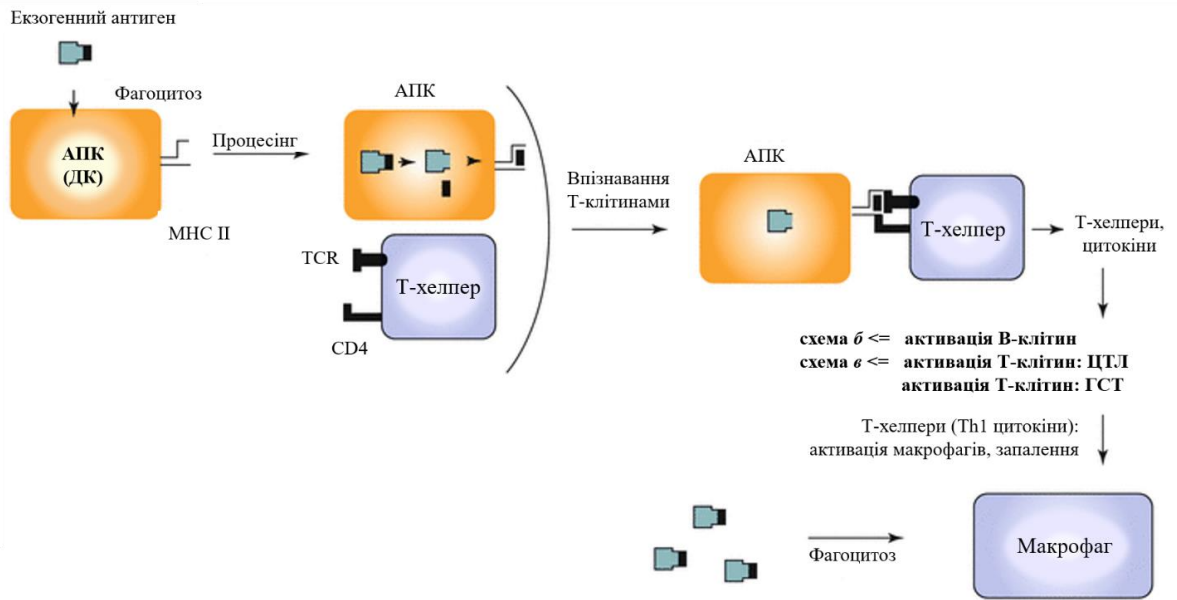 Екзогенний антиген
Фагоцитоз
АПК
(ДК)
МНС II
Процесінг
АПК
TCR
Т-хелпер
CD4
Впізнавання
Т-клітинами
АПК
Т-хелпер
Т-хелпери,
цитокіни
схема б <= активація В-клітин
схема в <= активація Т-клітин: ЦТЛ
активація Т-клітин: ГСТ
Т-хелпери (Th1 цитокіни):
активація макрофагів, запалення
Фагоцитоз
Макрофаг